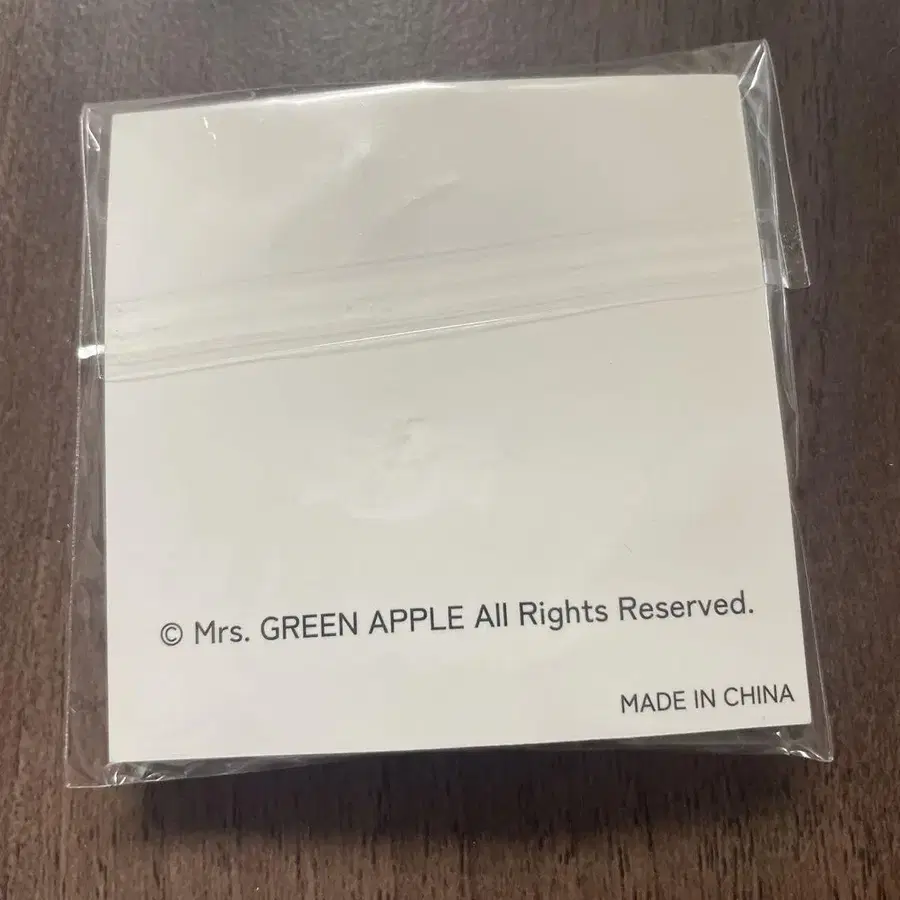 © Mrs. GREEN APPLE All Rights Reserved.
MADE IN CHINA